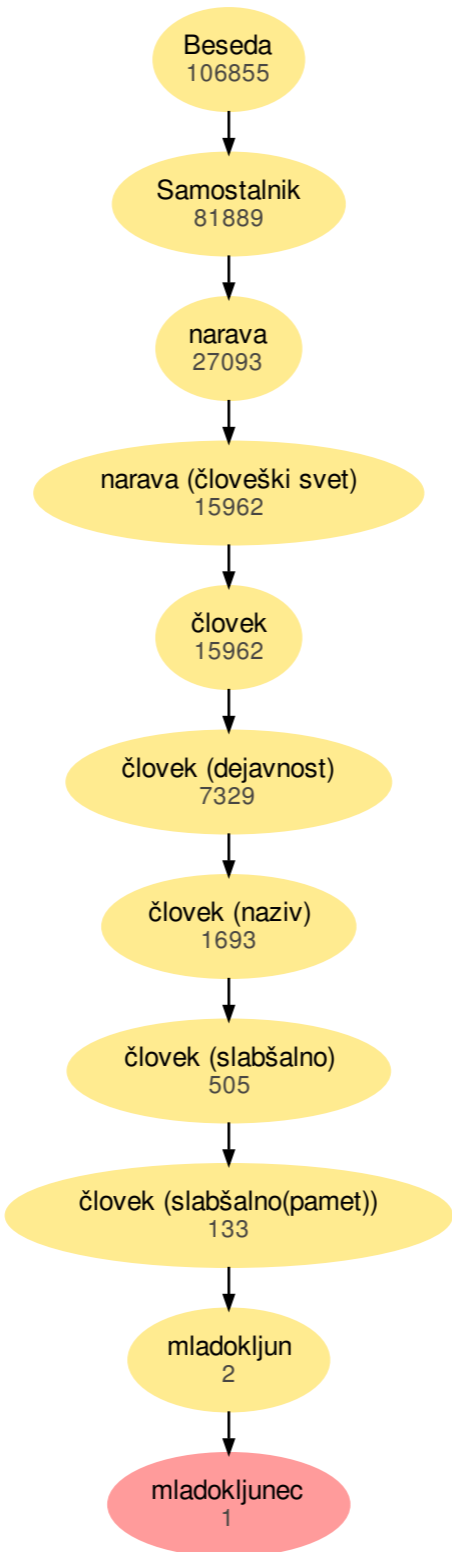 Beseda
106855
Samostalnik
81889
narava
27093
narava (človeški svet)
15962
človek
15962
človek (dejavnost)
7329
človek (naziv)
1693
človek (slabšalno)
505
človek (slabšalno(pamet))
133
mladokljun
2
mladokljunec
1